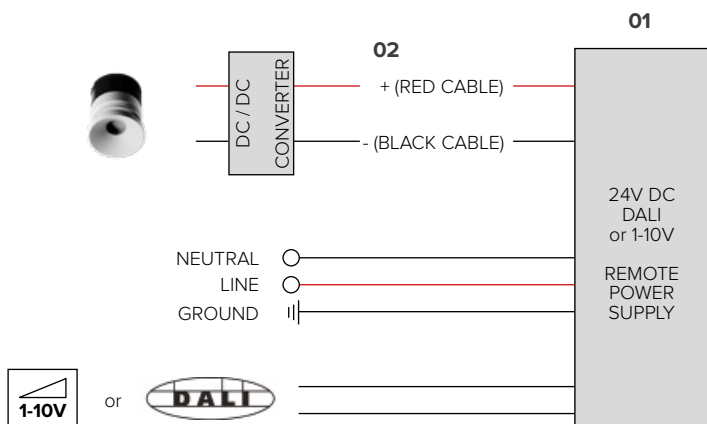 01
02
DC / DC
CONVERTER
+ (RED CABLE)
- (BLACK CABLE)
24V DC
DALI
or 1-10V
REMOTE
POWER
SUPPLY
NEUTRAL
LINE
GROUND
1-10V
or
DALI